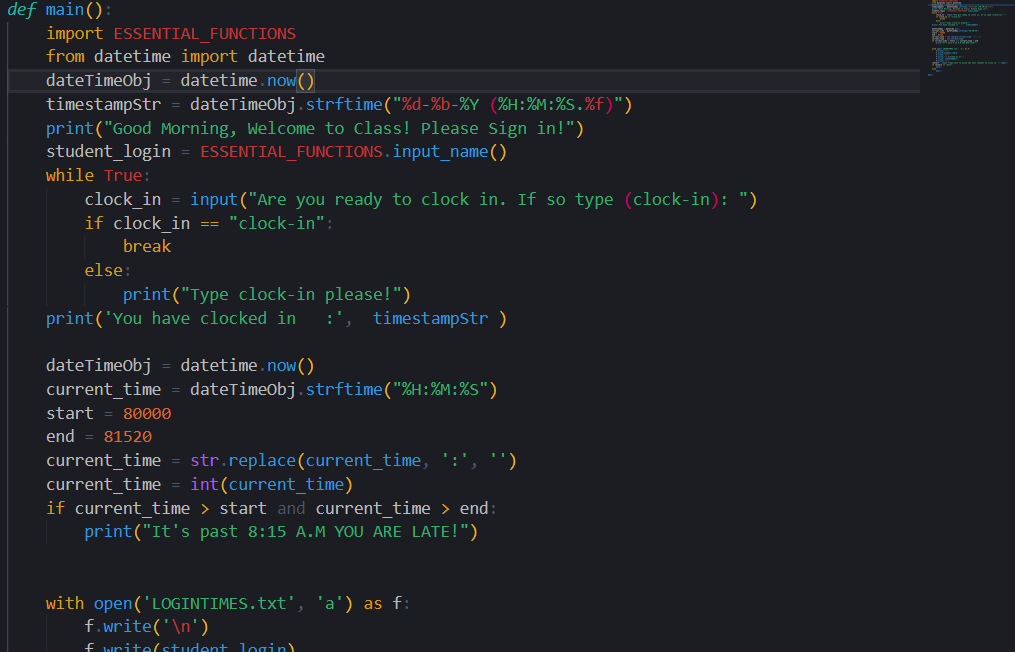 def main():
    import ESSENTIAL_FUNCTIONS
    from datetime import datetime
    dateTimeObj = datetime.now()
    timestampStr = dateTimeObj.strftime("%d-%b-%Y (%H:%M:%S.%f)")
    print("Good Morning, Welcome to Class! Please Sign in!")
    student_login = ESSENTIAL_FUNCTIONS.input_name()
    while True:
        clock_in = input("Are you ready to clock in. If so type (clock-in): ")
        if clock_in == "clock-in":
            break
        else:
            print("Type clock-in please!")
    print('You have clocked in   :',  timestampStr )
    dateTimeObj = datetime.now()
    current_time = dateTimeObj.strftime("%H:%M:%S")
    start = 80000
    end = 81520
    current_time = str.replace(current_time, ':', '')
    current_time = int(current_time)
    if current_time > start and current_time > end:
        print("It's past 8:15 A.M YOU ARE LATE!")
    with open('LOGINTIMES.txt', 'a') as f:
        f.write('\n')
        f.write(student_login)